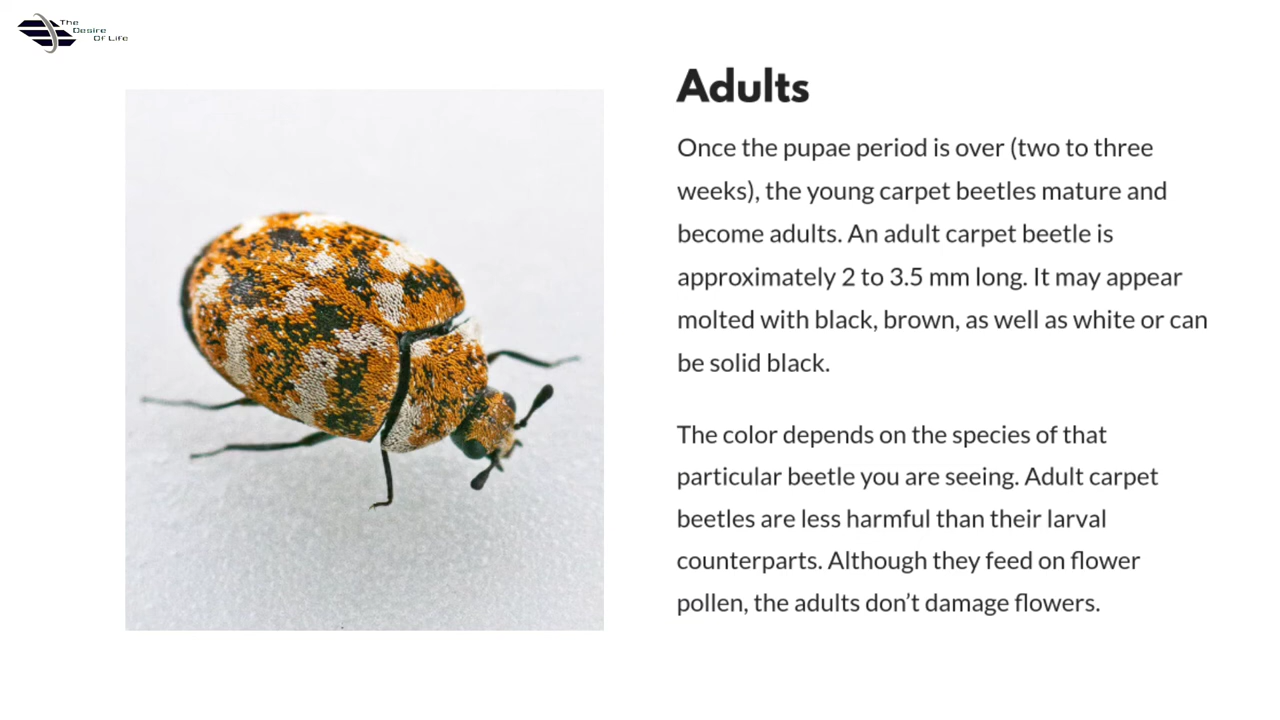 The
Desire
Of Life
Adults
Once the pupae period is over (two to three
weeks), the young carpet beetles mature and
become adults. An adult carpet beetle is
approximately 2 to 3.5 mm long. It may appear
molted with black, brown, as well as white or can
be solid black.
The color depends on the species of that
particular beetle you are seeing. Adult carpet
beetles are less harmful than their larval
counterparts. Although they feed on flower
pollen, the adults don’t damage flowers.